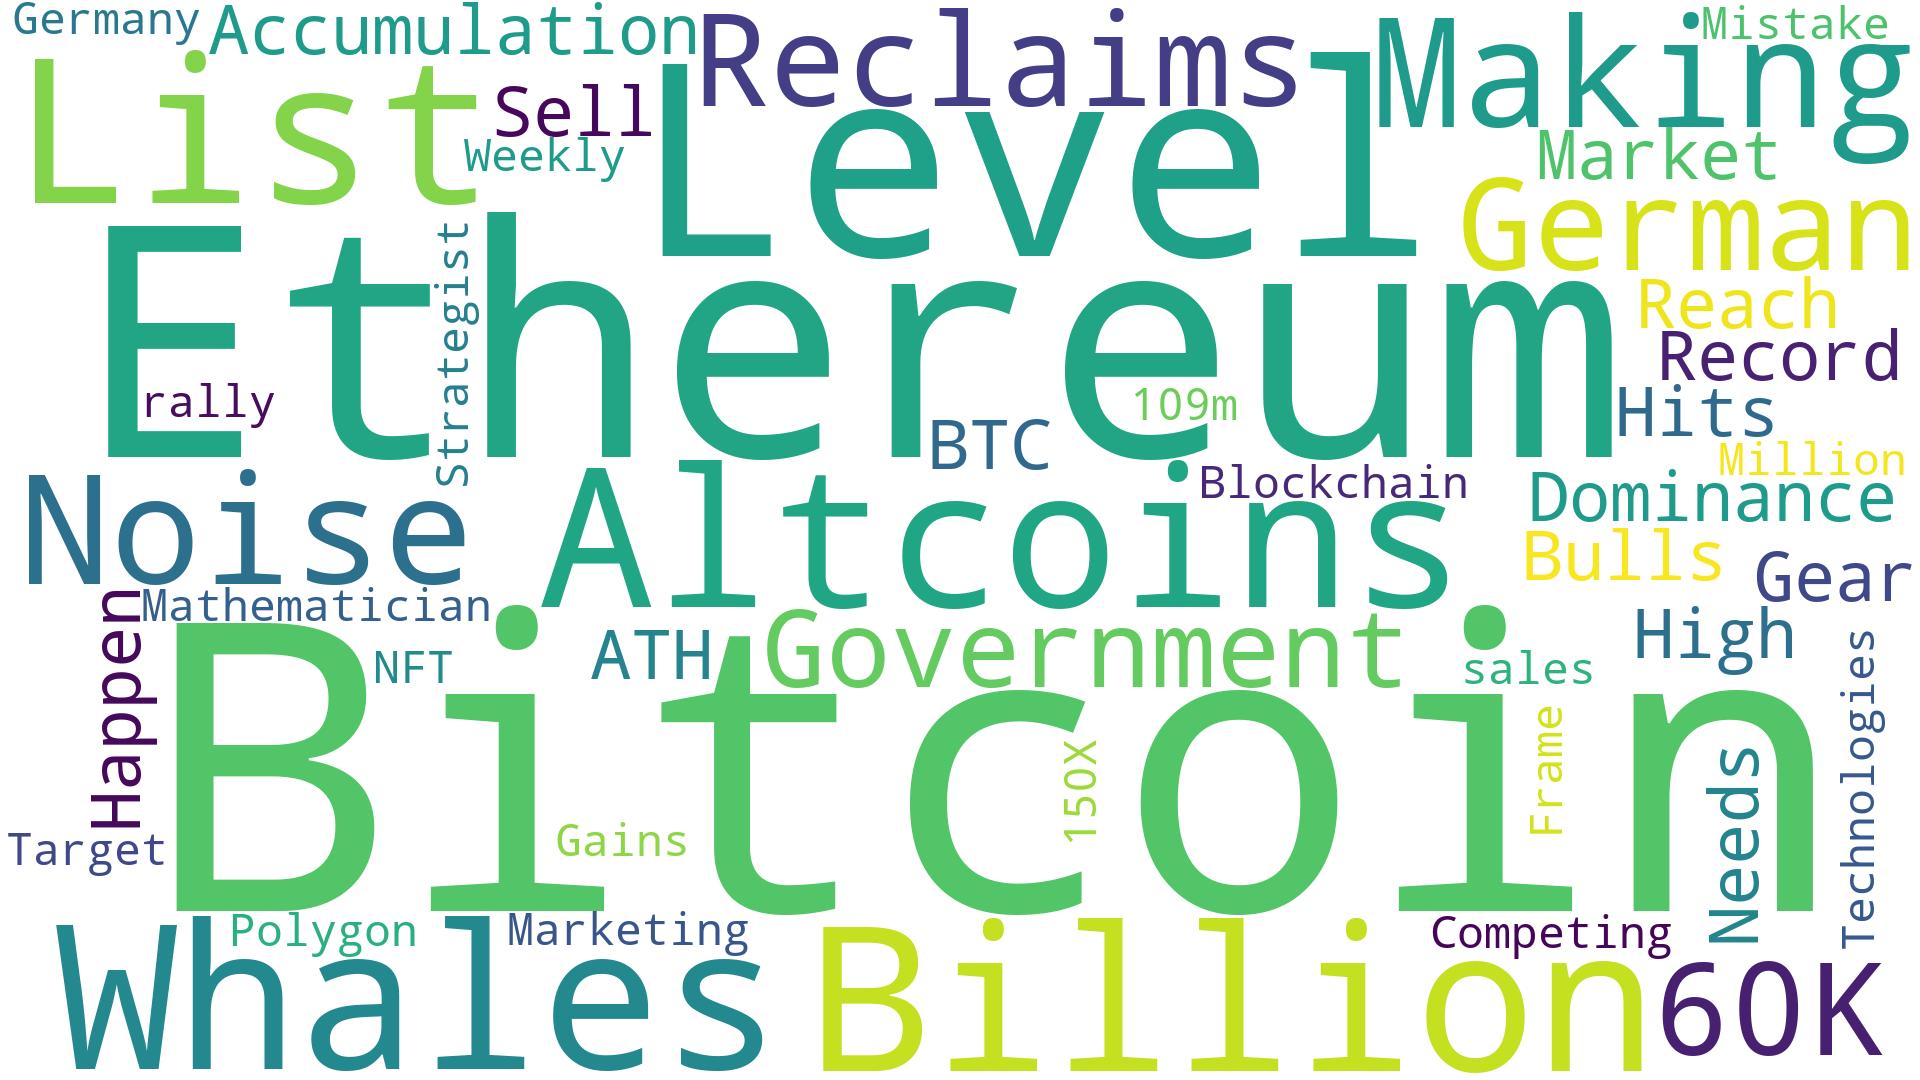 Germany
Accumulation
Reclaims
Making
Mistake
List
Sell
Level
Weekly
Market
German
Ethereum
Strategist
Reach
Record
rally
BTC
109m
Hits
Million
Noise
Altcoins
Blockchain
Dominance
Bulls
Gear
Happen
Mathematician
Bitcoin
NFT
ATH
Government
sales
High
Technologies
Target
Gains
150X
Frame
Needs
Whales
Polygon
Marketing
Billion
Competing
60K